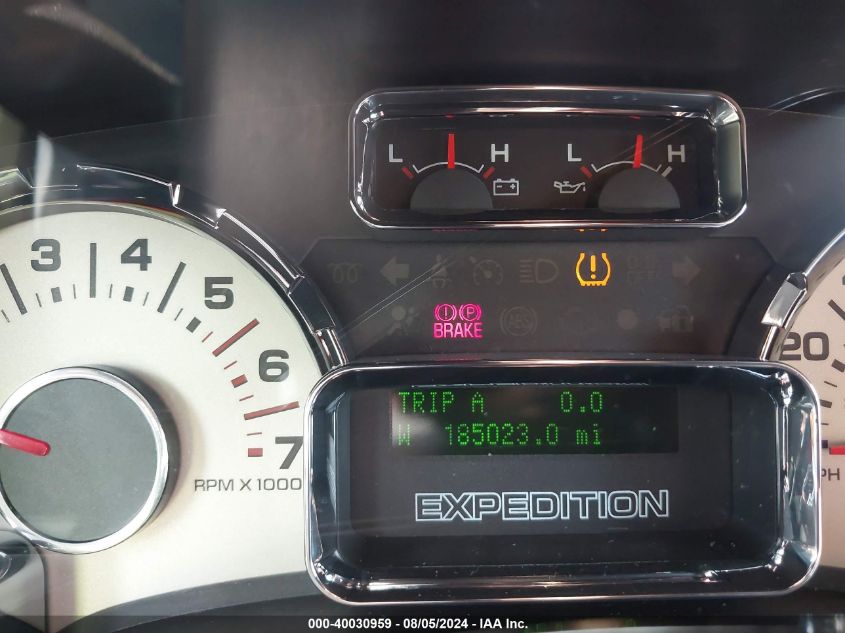 L H L H
3 4 5 6 7
RPM X 1000
BRAKE
20
TRIP A 0.0
W 185023.0 mi
EXPEDITION
000-40030959 - 08/05/2024 - IAA Inc.